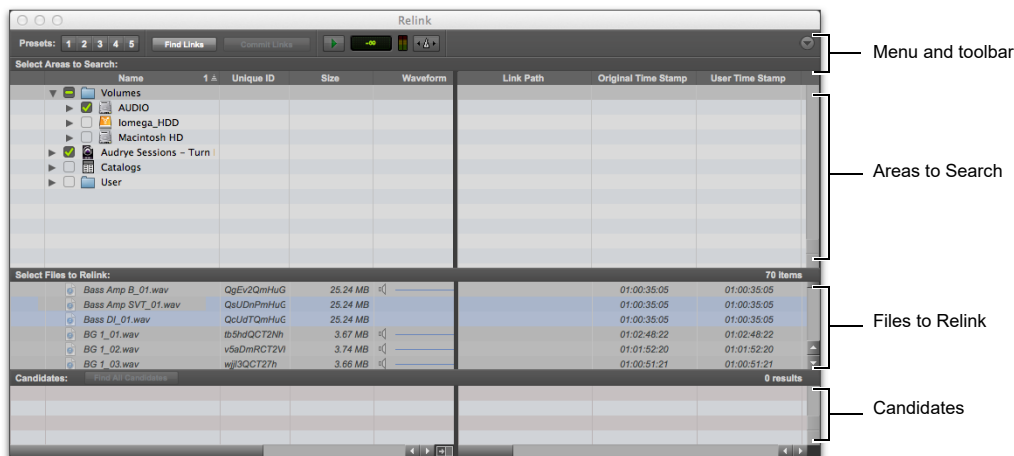 Relink
Presets: 1 2 3 4 5 Find Links Commit Links -∞
Menu and toolbar
Select Areas to Search:
Name 1 Unique ID Size Waveform Link Path Original Time Stamp User Time Stamp
Volumes
AUDIO
Iomega_HDD
Macintosh HD
Audrye Sessions – Turn
Catalogs
User
Areas to Search
Select Files to Relink: 70 items
Bass Amp B_01.wav QgEv2QmHuG 25.24 MB 01:00:35:05 01:00:35:05
Bass Amp SVT_01.wav QsUDnPmHuG 25.24 MB 01:00:35:05 01:00:35:05
Bass DI_01.wav QcUdTQmHuG 25.24 MB 01:00:35:05 01:00:35:05
BG 1_01.wav tb5hdQCT2Nh 3.67 MB 01:02:48:22 01:02:48:22
BG 1_02.wav v5aDmRCT2VI 3.74 MB 01:01:52:20 01:01:52:20
BG 1_03.wav 3.66 MB 01:00:51:21 01:00:51:21
Files to Relink
Candidates: Find All Candidates 0 results
Candidates